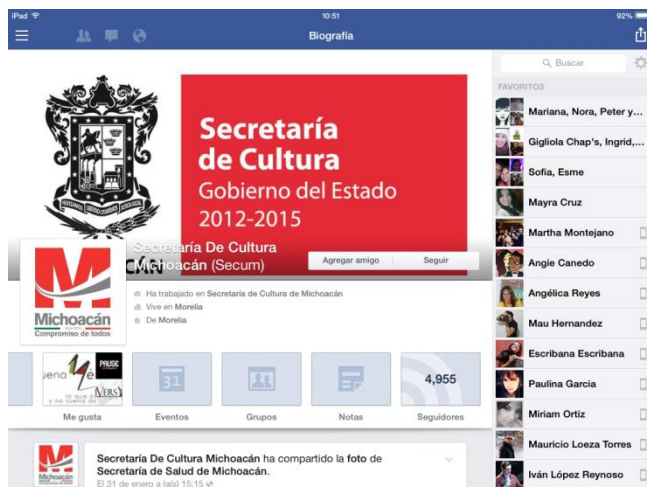 iPad
10:51
92%
Biografía
Buscar
FAVORITOS
Secretaría
de Cultura
Gobierno del Estado
2012-2015
Secretaría De Cultura
Michoacán (Secum)
Agregar amigo
Seguir
Michoacán
Compromiso de todos
Ha trabajado en Secretaría de Cultura de Michoacán
Vive en Morelia
De Morelia
PAUSE
Me gusta
31
Eventos
Grupos
Notas
4,955
Seguidores
Michoacán
Secretaría De Cultura Michoacán ha compartido la foto de
Secretaría de Salud de Michoacán.
El 31 de enero a la(s) 15:15
Mariana, Nora, Peter y...
Gigliola Chap's, Ingrid,...
Sofia, Esme
Mayra Cruz
Martha Montejano
Angie Canedo
Angélica Reyes
Mau Hernandez
Escribana Escribana
Paulina Garcia
Miriam Ortiz
Mauricio Loeza Torres
Iván López Reynoso